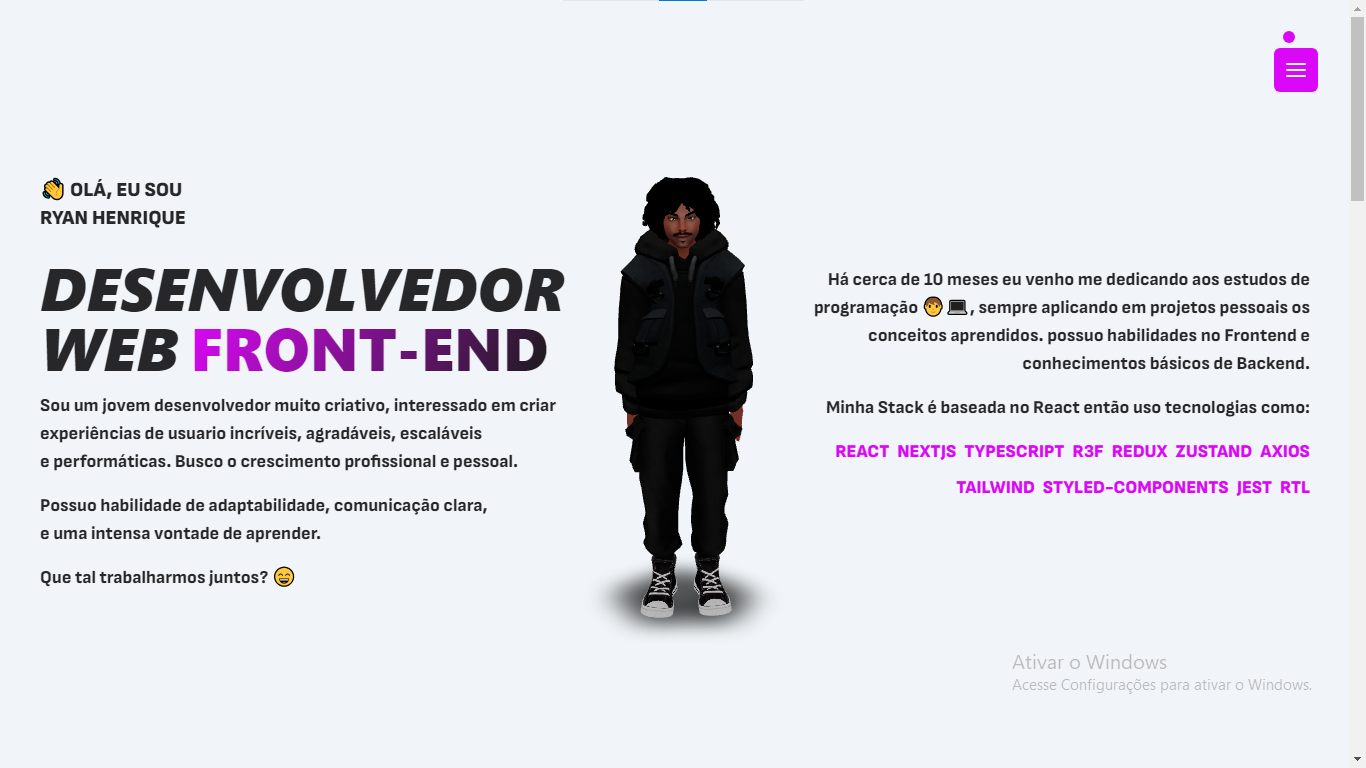 👋 OLÁ, EU SOU
RYAN HENRIQUE
DESENVOLVEDOR
WEB FRONT-END
Sou um jovem desenvolvedor muito criativo, interessado em criar
experiências de usuario incríveis, agradáveis, escaláveis
e performáticas. Busco o crescimento profissional e pessoal.
Possuo habilidade de adaptabilidade, comunicação clara,
e uma intensa vontade de aprender.
Que tal trabalharmos juntos? 😄
Há cerca de 10 meses eu venho me dedicando aos estudos de
programação 🧑💻, sempre aplicando em projetos pessoais os
conceitos aprendidos. possuo habilidades no Frontend e
conhecimentos básicos de Backend.
Minha Stack é baseada no React então uso tecnologias como:
REACT NEXTJS TYPESCRIPT R3F REDUX ZUSTAND AXIOS
TAILWIND STYLED-COMPONENTS JEST RTL
Ativar o Windows
Acesse Configurações para ativar o Windows.